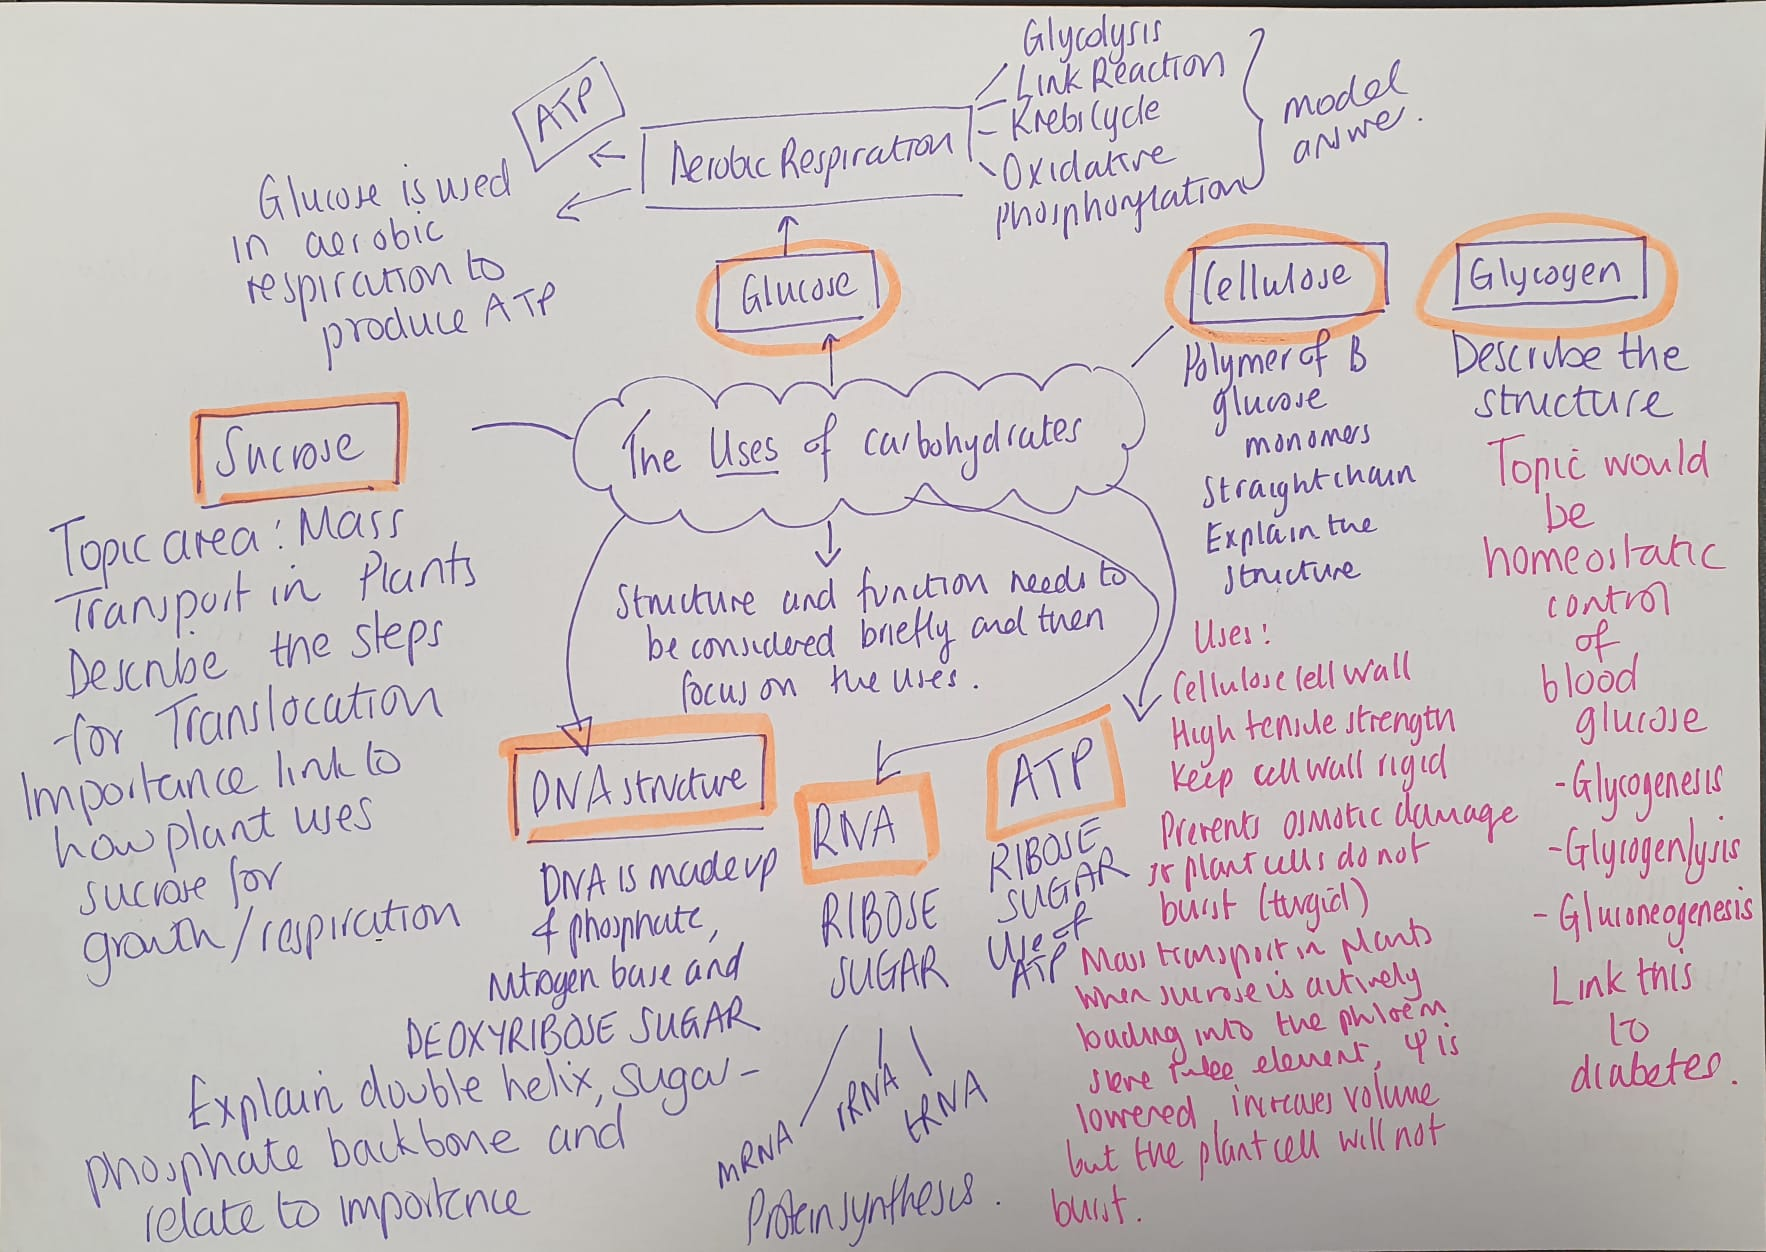 Glycolysis
Link Reaction
Krebs Cycle
Oxidative
phosphorylation
model
answe.
ATP
Aerobic Respiration
Glucose is used
in aerobic
respiration to
produce ATP
Glucose
Cellulose
Polymer of B
glucose
monomers
Straight chain
Explain the
structure
Uses:
Cellulose cell wall
High tensile strength
Keep cell wall rigid
Prevents osmotic damage
so plant cells do not
burst (turgid)
Mass transport in plants
when sucrose is actively
loading into the phloem
sieve tube element, Ψ is
lowered, increases volume
but the plant cell will not
burst.
Glycogen
Describe the
structure
Topic would
be
homeostatic
control
of
blood
glucose
- Glycogenesis
- Glycogenlysis
- Gluconeogenesis
Link this
to
diabetes.
The Uses of carbohydrates
Structure and function needs to
be considered briefly and then
focus on the uses.
Sucrose
Topic area: Mass
Transport in Plants
Describe the steps
for Translocation
Importance link to
how plant uses
sucrose for
growth/respiration
DNA structure
DNA is made up
of phosphate,
Nitrogen base and
DEOXYRIBOSE SUGAR
Explain double helix, sugar-
phosphate backbone and
relate to importence
RNA
RIBOSE
SUGAR
mRNA
rRNA
tRNA
Protein synthesis.
ATP
RIBOSE
SUGAR
Use of
ATP